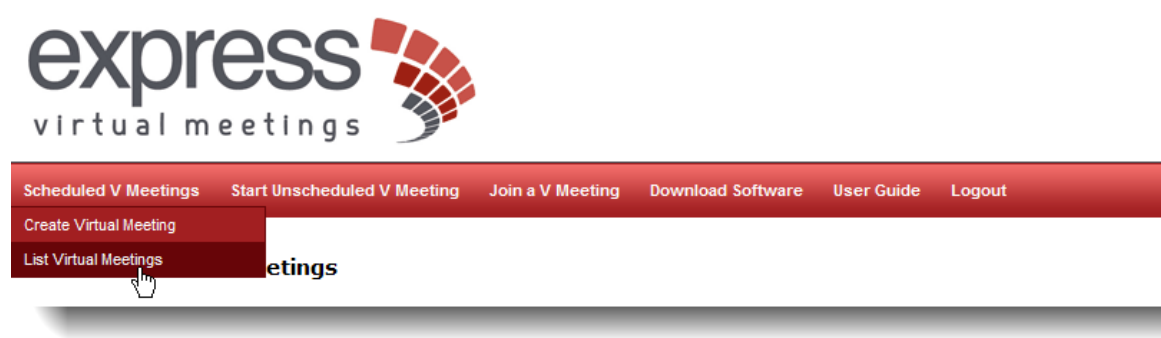 express
virtual meetings
Scheduled V Meetings Start Unscheduled V Meeting Join a V Meeting Download Software User Guide Logout
Create Virtual Meeting
List Virtual Meetings
etings